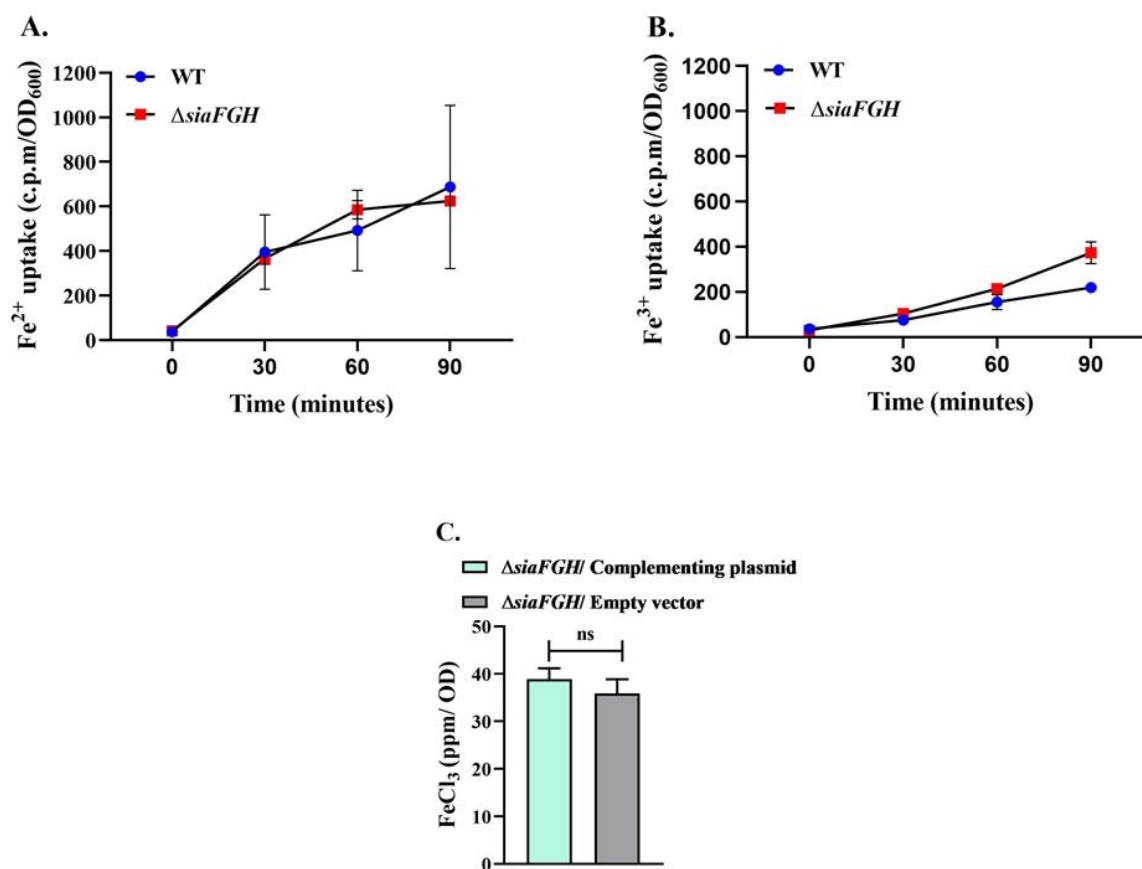 A.
WT
ΔsiaFGH
Fe²⁺ uptake (c.p.m/OD₆₀₀)
1200
1000
800
600
400
200
0
0 30 60 90
Time (minutes)
B.
WT
ΔsiaFGH
Fe³⁺ uptake (c.p.m/OD₆₀₀)
1200
1000
800
600
400
200
0
0 30 60 90
Time (minutes)
C.
ΔsiaFGH/ Complementing plasmid
ΔsiaFGH/ Empty vector
FeCl₃ (ppm/ OD)
50
40
30
20
10
0
ns